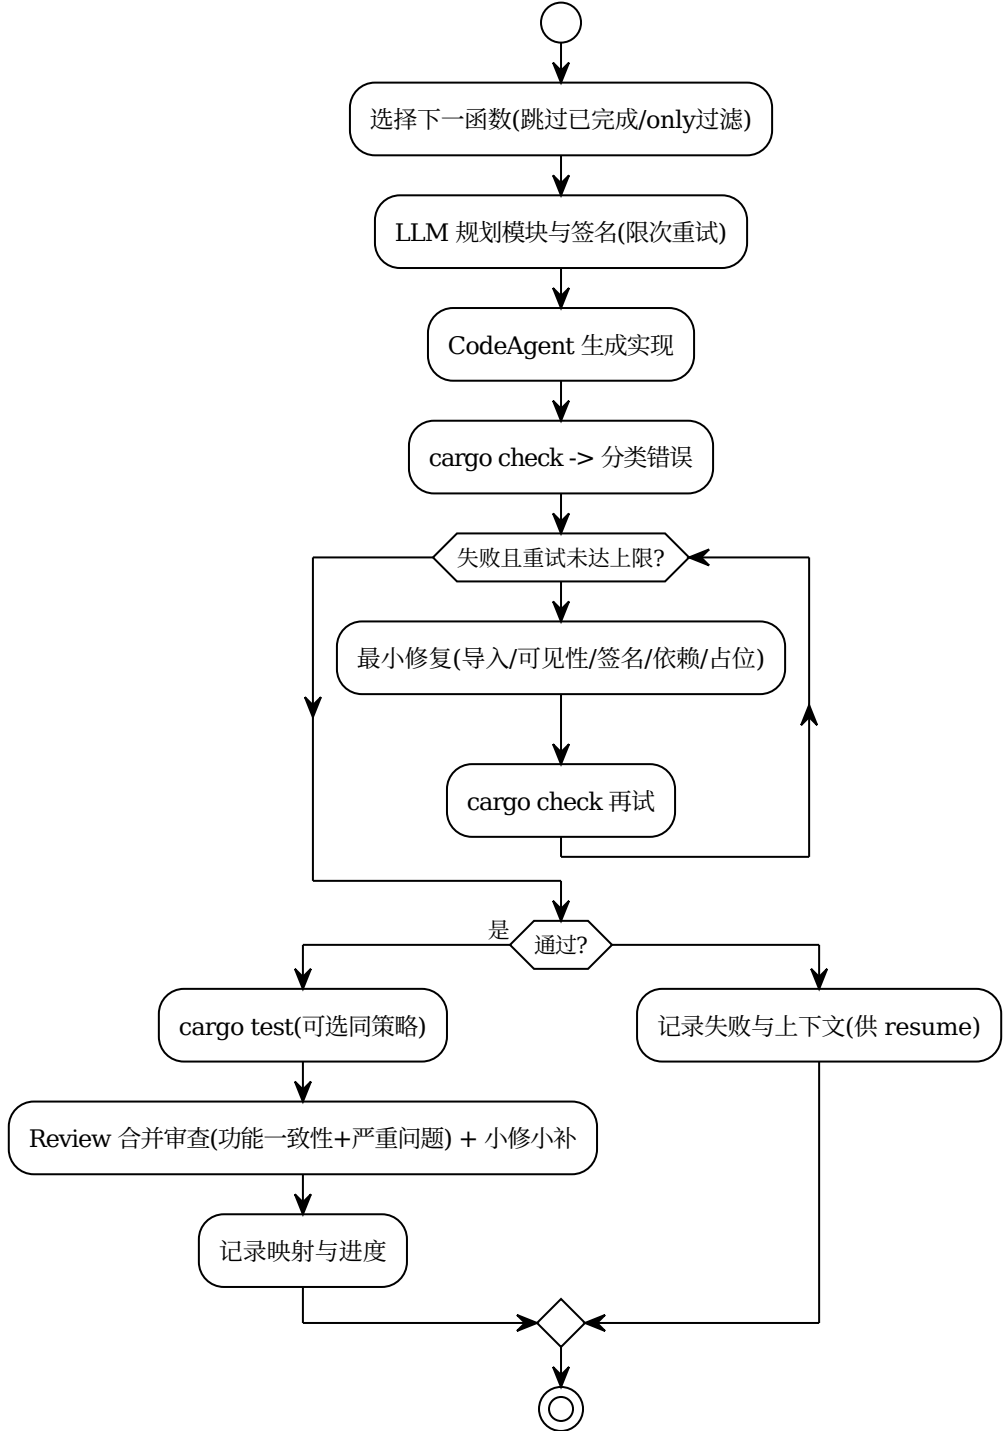 选择下一函数(跳过已完成/only过滤)
LLM 规划模块与签名(限次重试)
CodeAgent 生成实现
cargo check -> 分类错误
失败且重试未达上限?
最小修复(导入/可见性/签名/依赖/占位)
cargo check 再试
是
通过?
cargo test(可选同策略)
记录失败与上下文(供 resume)
Review 合并审查(功能一致性+严重问题) + 小修小补
记录映射与进度